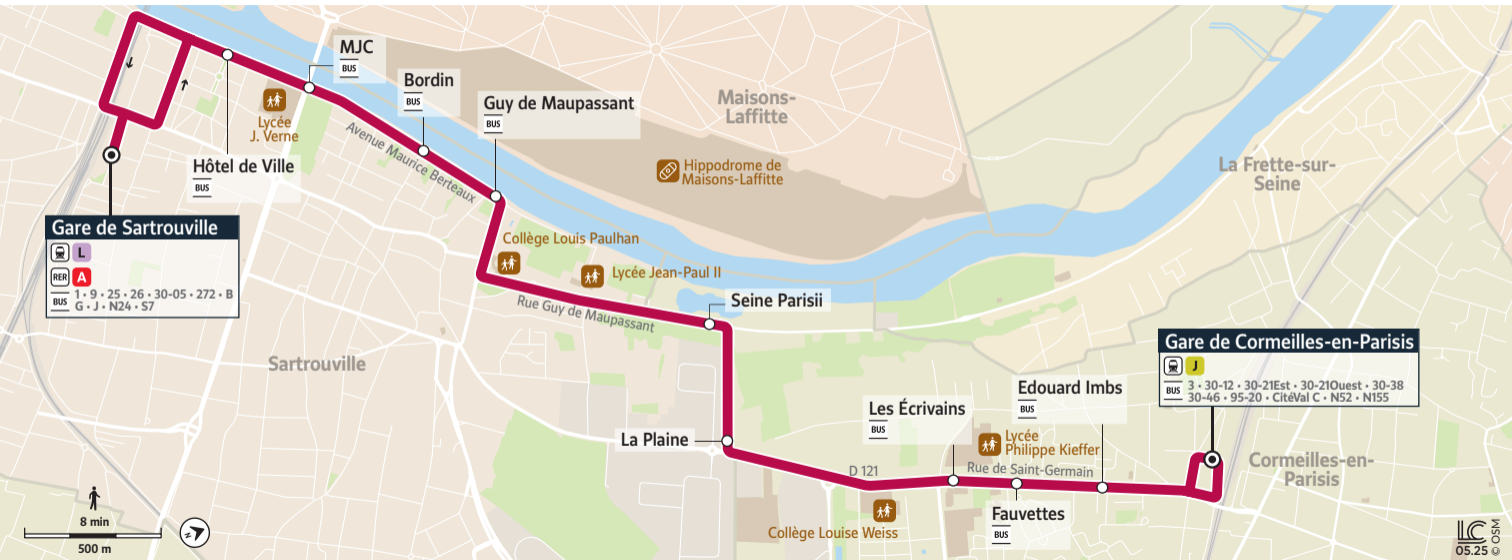 MJC
BUS
Bordin
BUS
Guy de Maupassant
BUS
Maisons-
Laffitte
Lycée
J. Verne
Avenue Maurice Berteaux
Hippodrome de
Maisons-Laffitte
La Frette-sur-
Seine
Hôtel de Ville
BUS
Gare de Sartrouville
L
RER A
BUS 1 • 9 • 25 • 26 • 30-05 • 272 • B
G • J • N24 • S7
Collège Louis Paulhan
Lycée Jean-Paul II
Rue Guy de Maupassant
Seine Parisii
Sartrouville
Gare de Cormeilles-en-Parisis
J
BUS 3 • 30-12 • 30-21Est • 30-21Ouest • 30-38
30-46 • 95-20 • CitéVal C • N52 • N155
Edouard Imbs
BUS
Les Écrivains
BUS
La Plaine
Lycée
Philippe Kieffer
D 121
Rue de Saint-Germain
Cormeilles-en-
Parisis
Collège Louise Weiss
Fauvettes
BUS
8 min
500 m
LC
05.25
© OSM